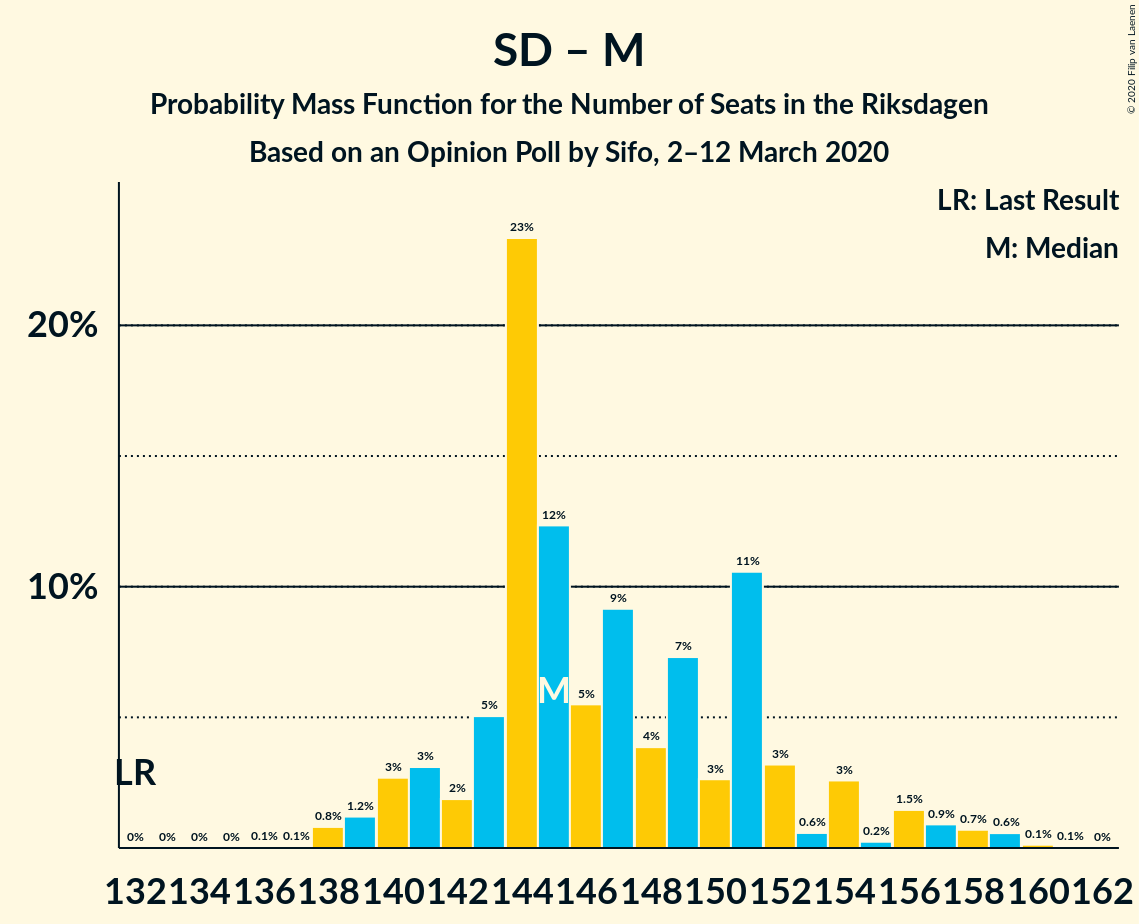 SD – M
Probability Mass Function for the Number of Seats in the Riksdagen
Based on an Opinion Poll by Sifo, 2–12 March 2020
© 2020 Filip van Laenen
LR: Last Result
M: Median
20%
10%
LR
M
0% 0% 0% 0% 0.1% 0.1% 0.8% 1.2% 3% 3% 2% 5% 23% 12% 5% 9% 4% 7% 3% 11% 3% 0.6% 3% 0.2% 1.5% 0.9% 0.7% 0.6% 0.1% 0.1% 0%
132 134 136 138 140 142 144 146 148 150 152 154 156 158 160 162